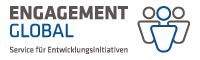 ENGAGEMENT
GLOBAL
Service für Entwicklungsinitiativen